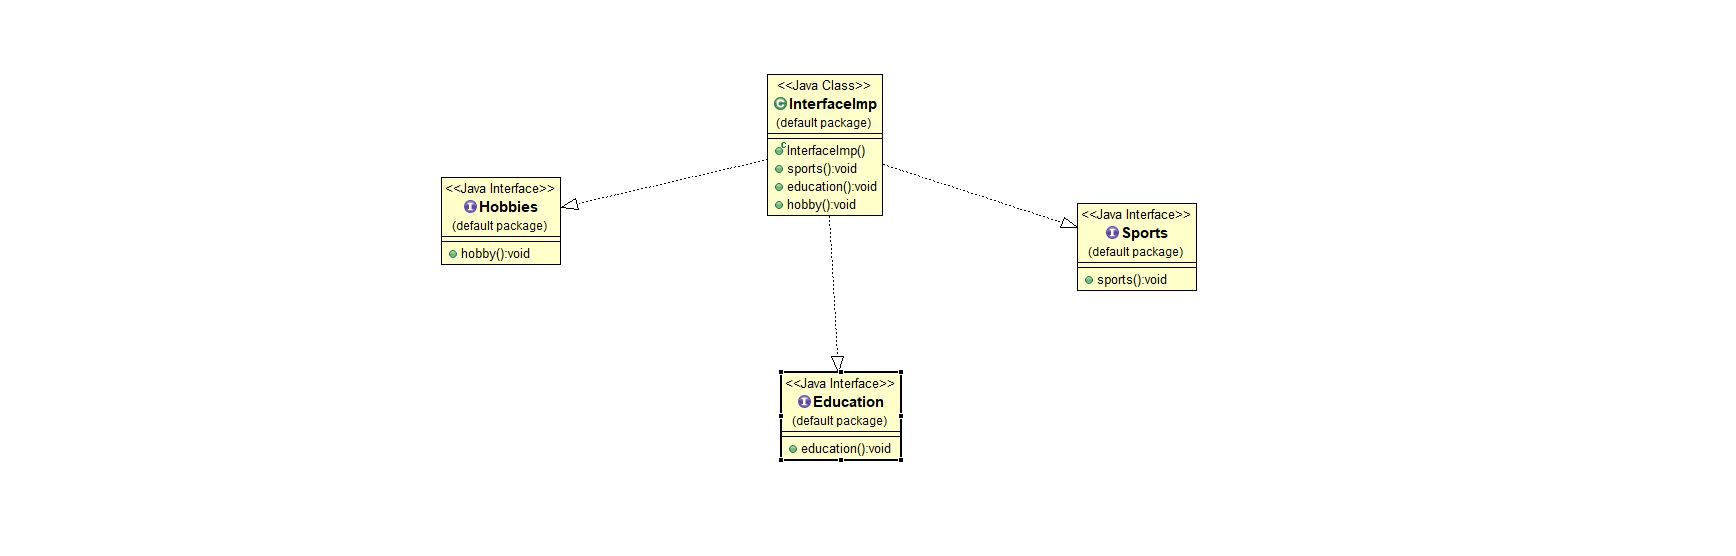 <<Java Class>>
InterfaceImp
(default package)
InterfaceImp()
sports():void
education():void
hobby():void
<<Java Interface>>
Hobbies
(default package)
hobby():void
<<Java Interface>>
Sports
(default package)
sports():void
<<Java Interface>>
Education
(default package)
education():void